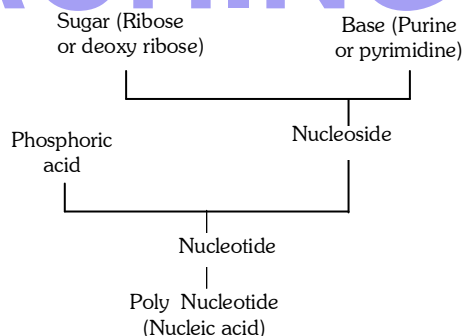 Sugar (Ribose
or deoxy ribose)
Base (Purine
or pyrimidine)
Phosphoric
acid
Nucleoside
Nucleotide
Poly Nucleotide
(Nucleic acid)